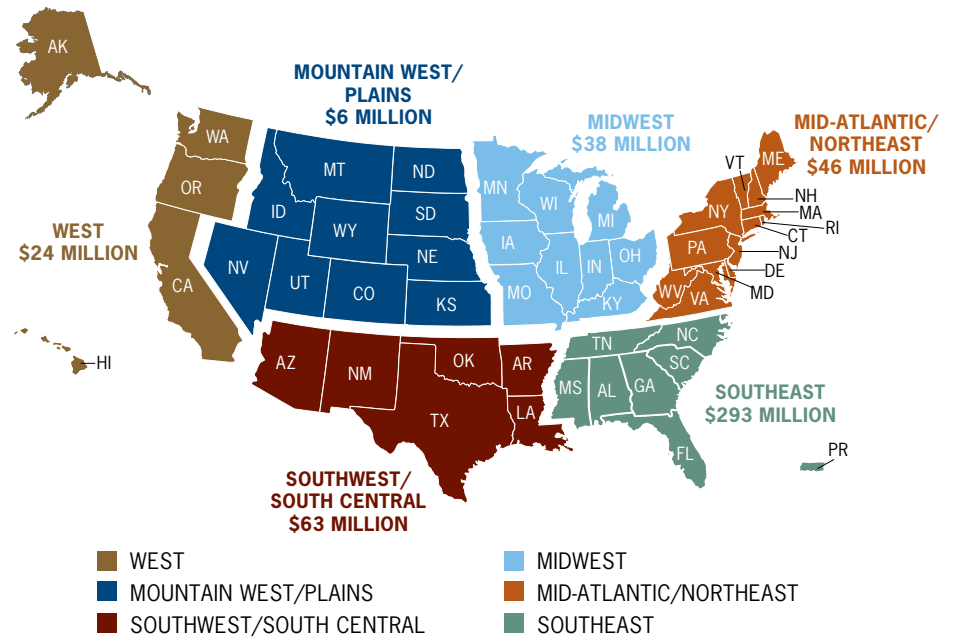 AK
MOUNTAIN WEST/
PLAINS
$6 MILLION
MIDWEST
$38 MILLION
MID-ATLANTIC/
NORTHEAST
$46 MILLION
WEST
$24 MILLION
WA
OR
CA
HI
MT
ND
ID
WY
SD
NE
NV
UT
CO
KS
MN
WI
MI
IA
IL
IN
OH
MO
KY
VT
ME
NH
MA
RI
CT
NY
NJ
PA
DE
MD
WV
VA
AZ
NM
OK
AR
TX
LA
TN
NC
SC
MS
AL
GA
FL
PR
SOUTHEAST
$293 MILLION
SOUTHWEST/
SOUTH CENTRAL
$63 MILLION
WEST
MOUNTAIN WEST/PLAINS
SOUTHWEST/SOUTH CENTRAL
MIDWEST
MID-ATLANTIC/NORTHEAST
SOUTHEAST